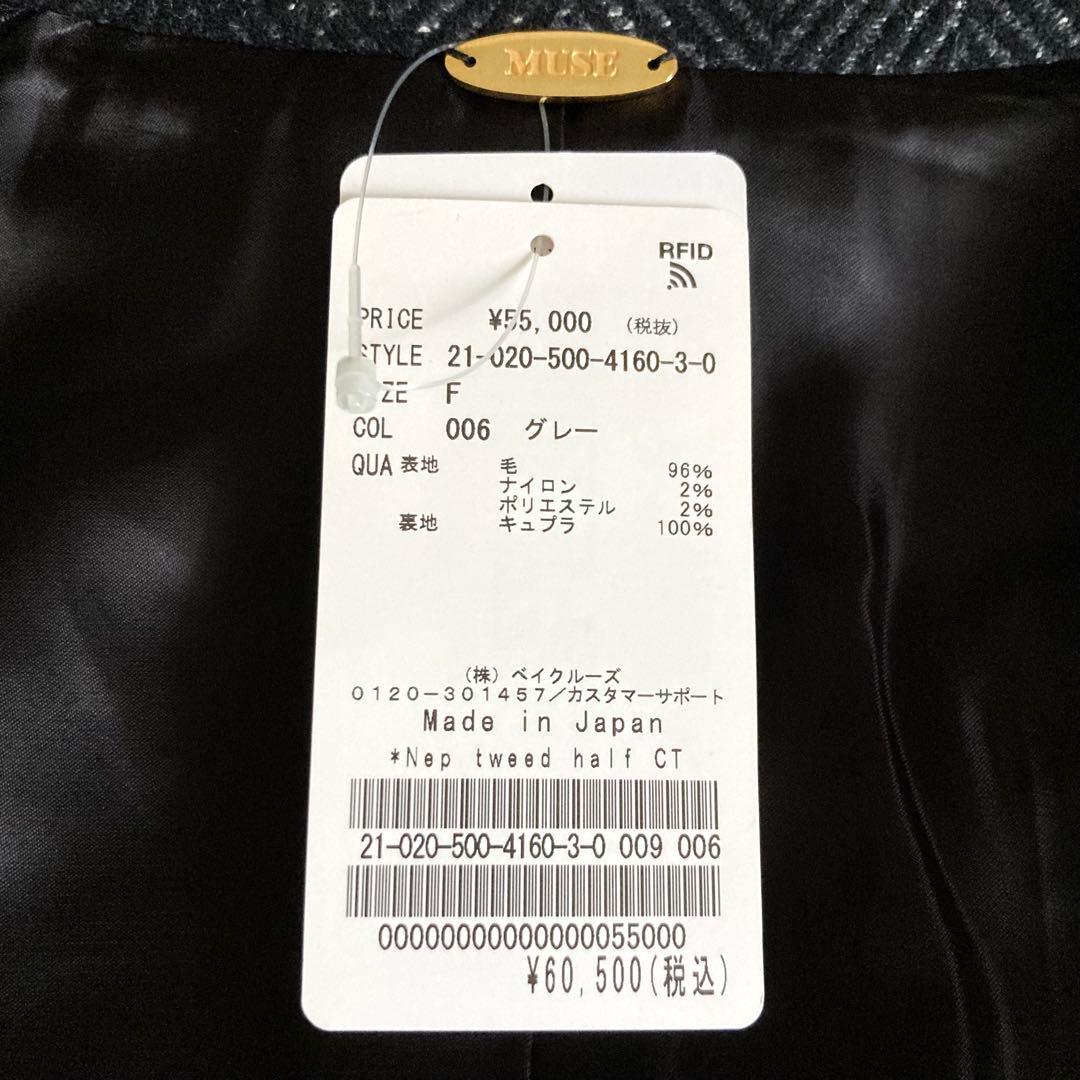 MUSE
RFID
PRICE ¥55,000 (税抜)
STYLE 21-020-500-4160-3-0
SIZE F
COL 006 グレー
QUA 表地 毛 96%
ナイロン 2%
ポリエステル 2%
裏地 キュプラ 100%
(株) ベイクルーズ
0120-301457/カスタマーサポート
Made in Japan
*Nep tweed half CT
21-020-500-4160-3-0 009 006
00000000000000055000
¥60,500(税込)